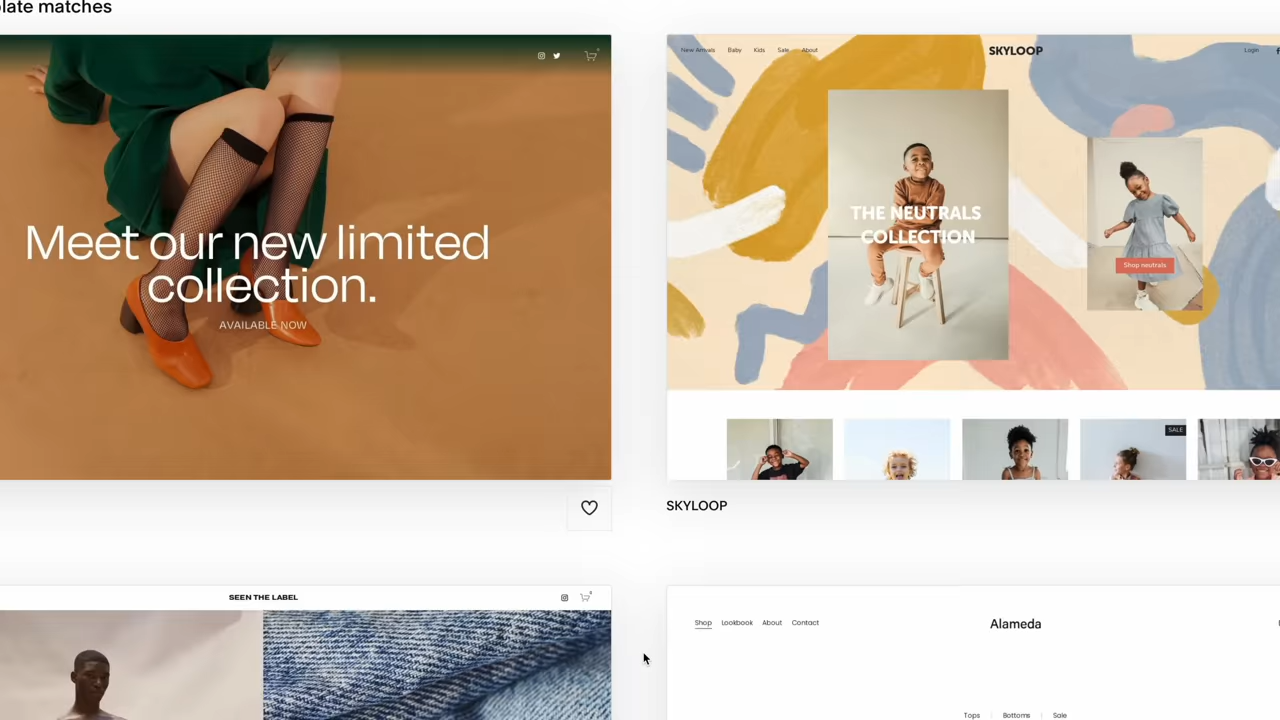 late matches
Meet our new limited
collection.
AVAILABLE NOW
New Arrivals Baby Kids Sale About
SKYLOOP
Login
THE NEUTRALS
COLLECTION
Shop neutrals
SALE
SKYLOOP
SEEN THE LABEL
0
Shop Lookbook About Contact
Alameda
Tops Bottoms Sale